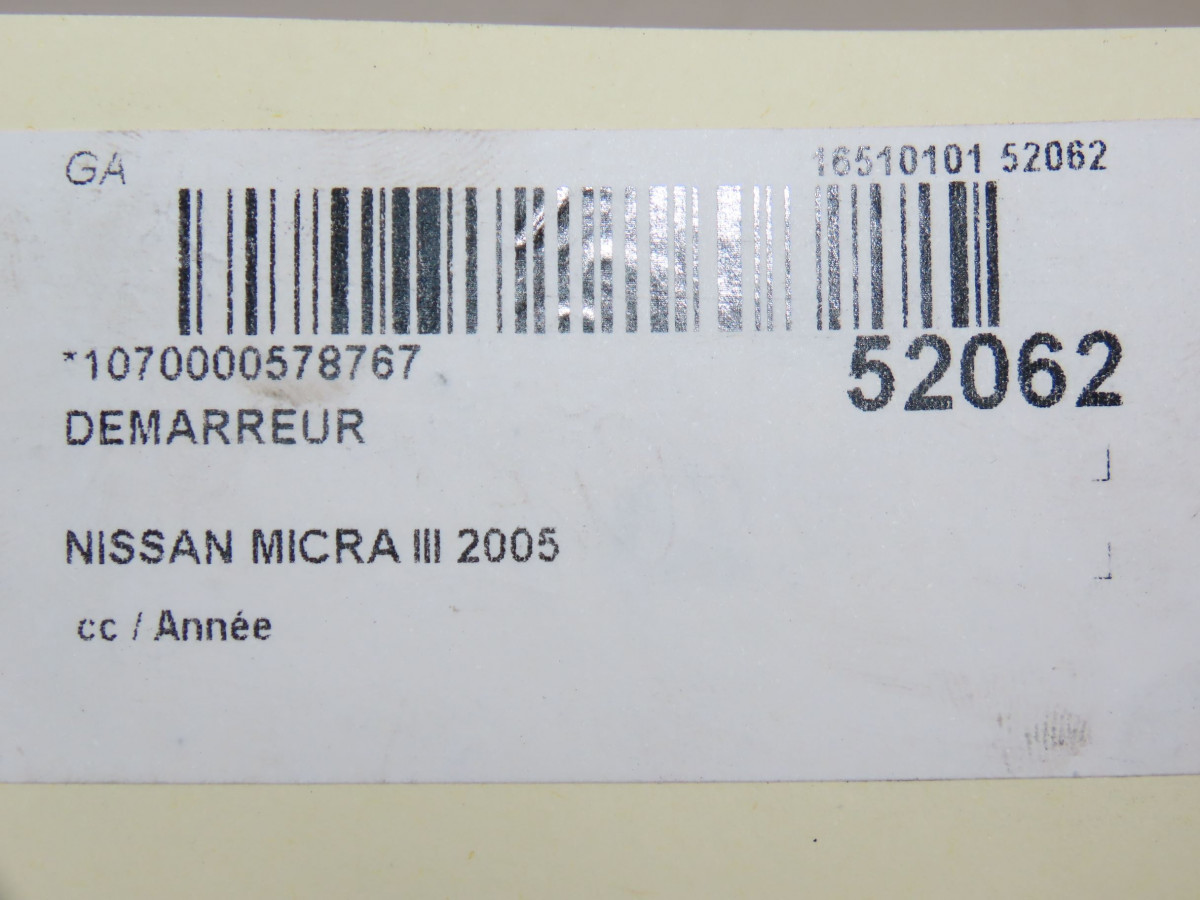 GA
16510101 52062
*1070000578767
52062
DEMARREUR
NISSAN MICRA III 2005
cc / Année